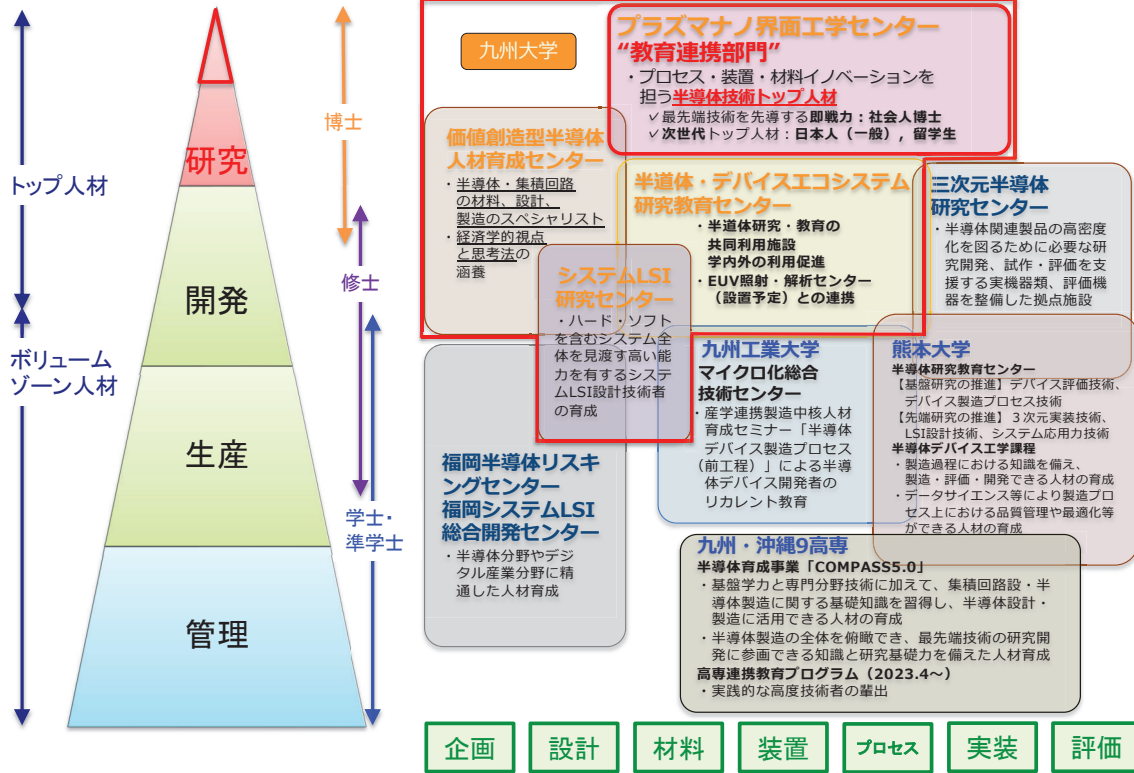 研究
開発
生産
管理
トップ人材
ボリューム
ゾーン人材
博士
修士
学士・
準学士
九州大学
プラズマナノ界面工学センター
“教育連携部門”
・プロセス・装置・材料イノベーションを
担う半導体技術トップ人材
✓最先端技術を先導する即戦力：社会人博士
✓次世代トップ人材：日本人（一般），留学生
価値創造型半導体
人材育成センター
・半導体・集積回路
の材料、設計、
製造のスペシャリスト
・経済学的視点
と思考法の
涵養
半道体・デバイスエコシステム
研究教育センター
・半道体研究・教育の
共同利用施設
学内外の利用促進
・EUV照射・解析センター
（設置予定）との連携
三次元半導体
研究センター
・半導体関連製品の高密度
化を図るために必要な研
究開発、試作・評価を支
援する実機器類、評価機
器を整備した拠点施設
システムLSI
研究センター
・ハード・ソフト
を含むシステム全
体を見渡す高い能
力を有するシステ
ムLSI設計技術者
の育成
九州工業大学
マイクロ化総合
技術センター
・産学連携製造中核人材
育成セミナー「半導体
デバイス製造プロセス
（前工程）」による半導
体デバイス開発者の
リカレント教育
熊本大学
半導体研究教育センター
【基盤研究の推進】デバイス評価技術、
デバイス製造プロセス技術
【先端研究の推進】３次元実装技術、
LSI設計技術、システム応用力技術
半導体デバイス工学課程
・製造過程における知識を備え、
製造・評価・開発できる人材の育成
・データサイエンス等により製造プロ
セス上における品質管理や最適化等
ができる人材の育成
福岡半導体リスキ
ングセンター
福岡システムLSI
総合開発センター
・半導体分野やデジ
タル産業分野に精
通した人材育成
九州・沖縄9高専
半導体育成事業「COMPASS5.0」
・基盤学力と専門分野技術に加えて、集積回路設・半
導体製造に関する基礎知識を習得し、半導体設計・
製造に活用できる人材の育成
・半導体製造の全体を俯瞰でき、最先端技術の研究開
発に参画できる知識と研究基礎力を備えた人材育成
高専連携教育プログラム（2023.4～）
・実践的な高度技術者の輩出
企画
設計
材料
装置
プロセス
実装
評価